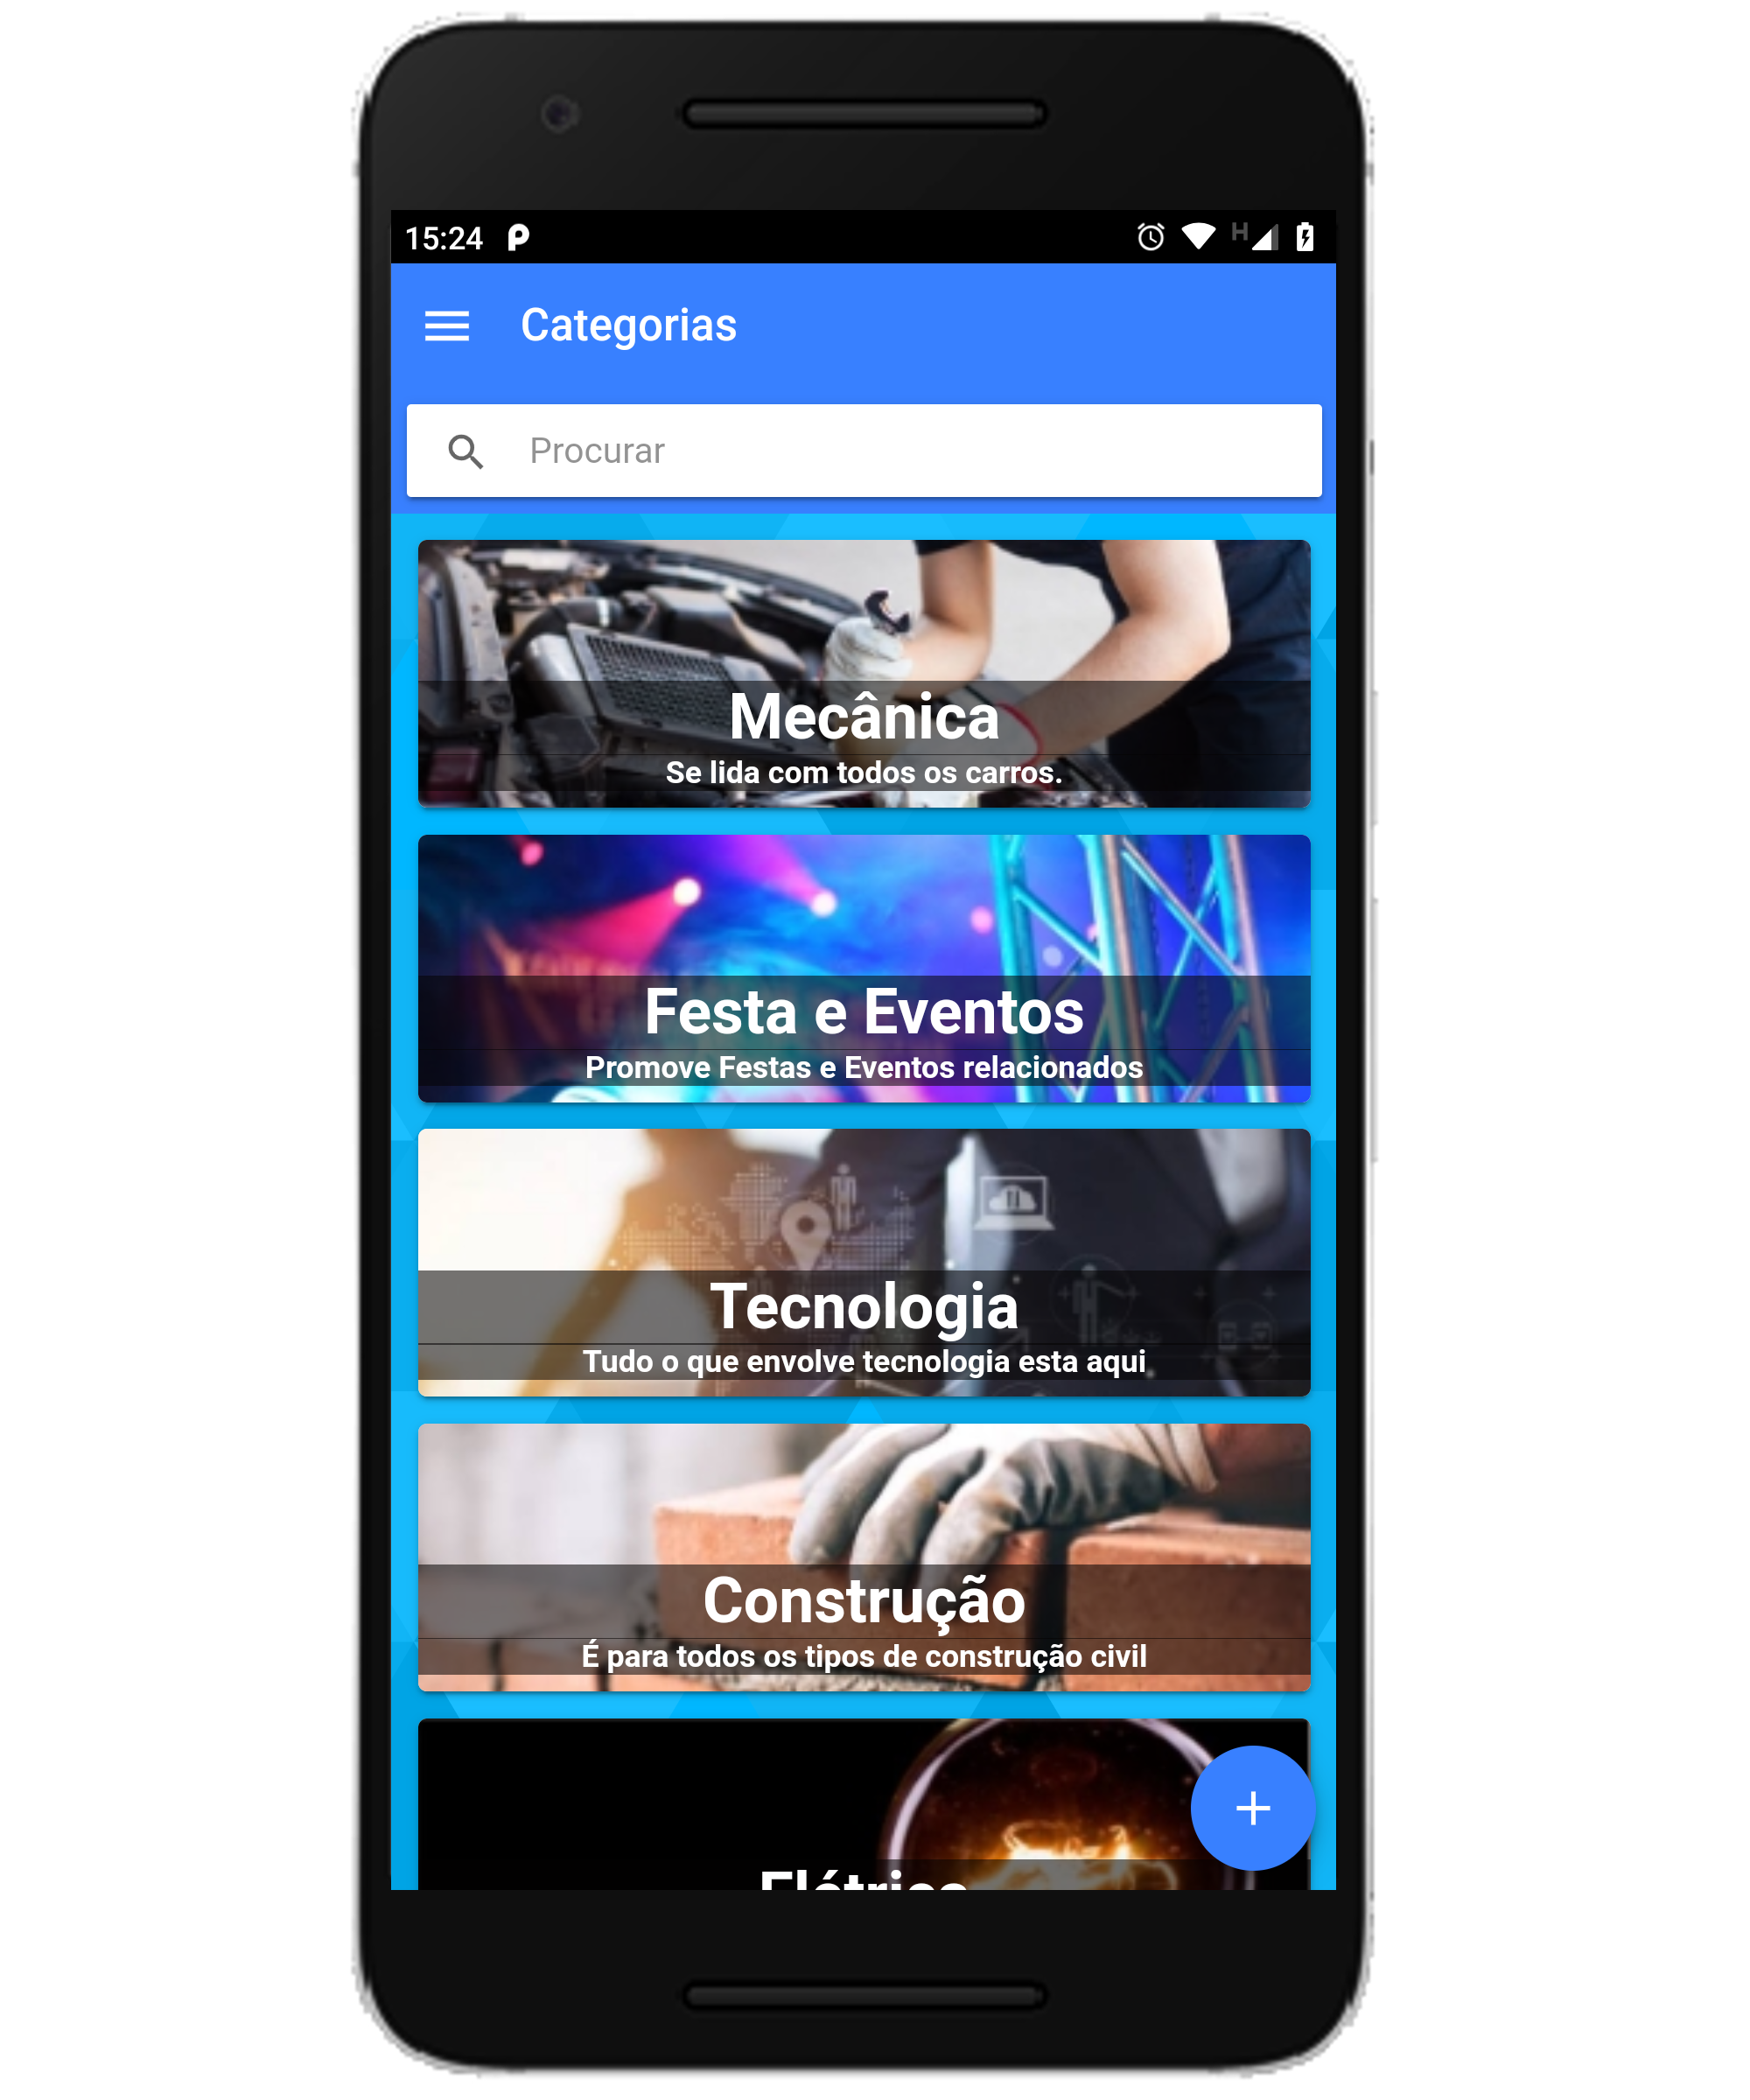 15:24
H
Categorias
Procurar
Mecânica
Se lida com todos os carros.
Festa e Eventos
Promove Festas e Eventos relacionados
Tecnologia
Tudo o que envolve tecnologia esta aqui
Construção
É para todos os tipos de construção civil
Elétrica